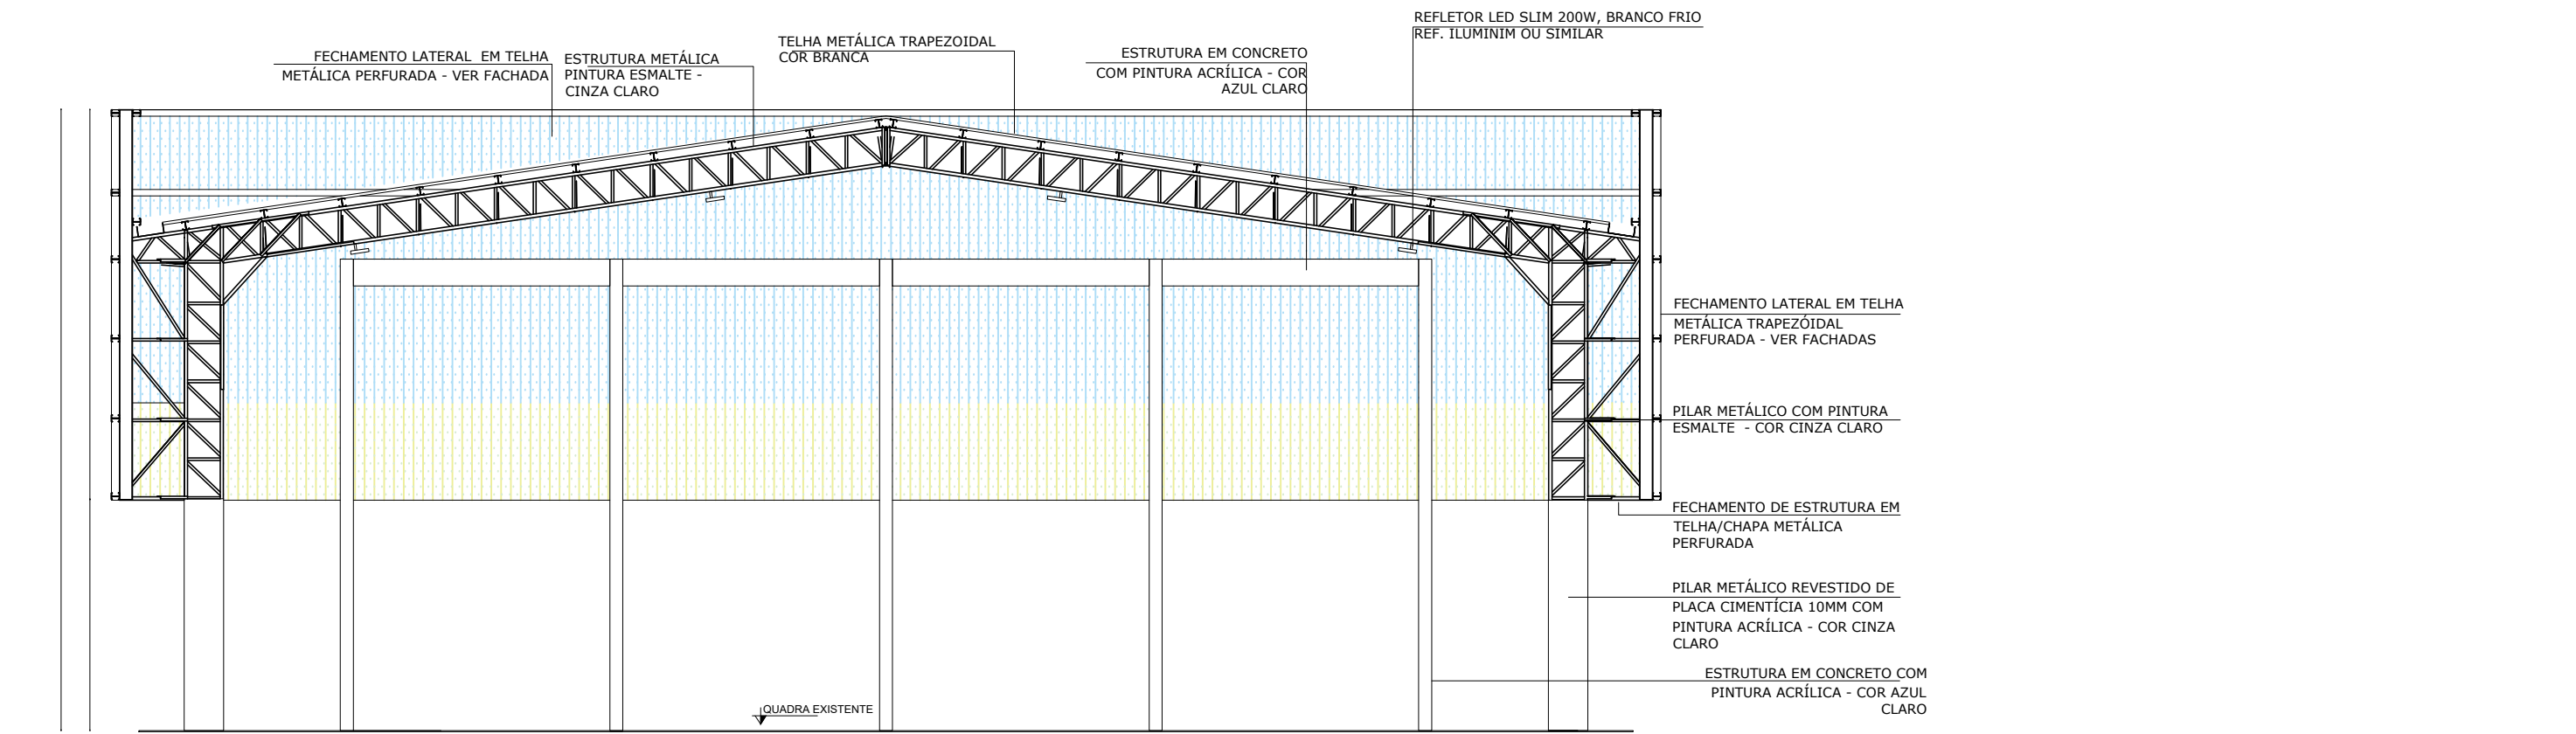 REFLETOR LED SLIM 200W, BRANCO FRIO
REF. ILUMINIM OU SIMILAR
FECHAMENTO LATERAL EM TELHA
METÁLICA PERFURADA - VER FACHADA
ESTRUTURA METÁLICA
PINTURA ESMALTE -
CINZA CLARO
TELHA METÁLICA TRAPEZOIDAL
COR BRANCA
ESTRUTURA EM CONCRETO
COM PINTURA ACRÍLICA - COR
AZUL CLARO
FECHAMENTO LATERAL EM TELHA
METÁLICA TRAPEZÓIDAL
PERFURADA - VER FACHADAS
PILAR METÁLICO COM PINTURA
ESMALTE - COR CINZA CLARO
FECHAMENTO DE ESTRUTURA EM
TELHA/CHAPA METÁLICA
PERFURADA
PILAR METÁLICO REVESTIDO DE
PLACA CIMENTÍCIA 10MM COM
PINTURA ACRÍLICA - COR CINZA
CLARO
ESTRUTURA EM CONCRETO COM
PINTURA ACRÍLICA - COR AZUL
CLARO
QUADRA EXISTENTE